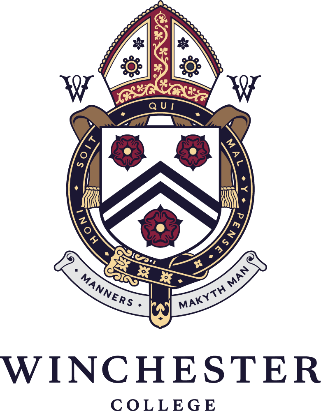 W W
HONI · SOIT · QUI · MAL · Y · PENSE
· MANNERS · MAKYTH MAN ·
WINCHESTER
COLLEGE